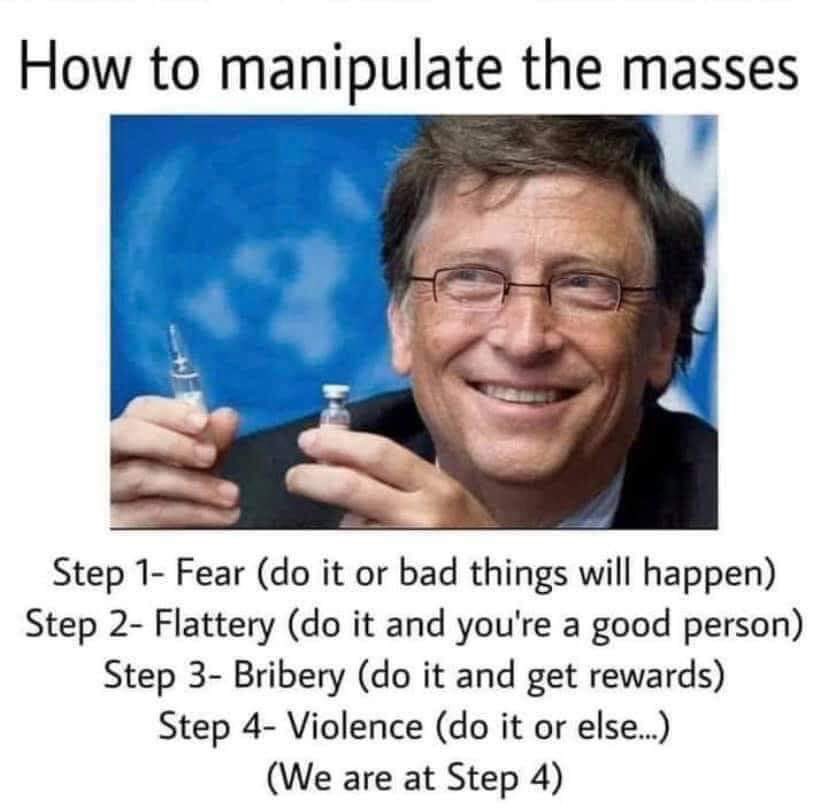 How to manipulate the masses
Step 1- Fear (do it or bad things will happen)
Step 2- Flattery (do it and you're a good person)
Step 3- Bribery (do it and get rewards)
Step 4- Violence (do it or else...)
(We are at Step 4)